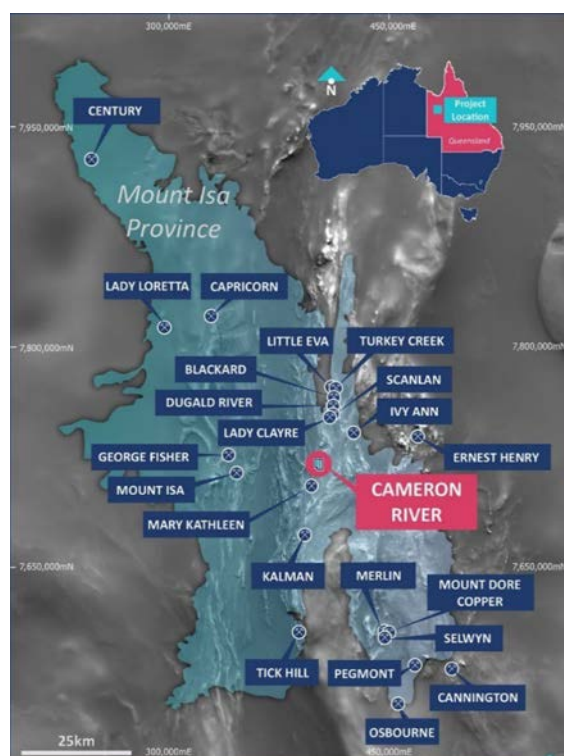 300,000mE
450,000mE
N
Project
Location
Queensland
CENTURY
7,950,000mN
7,950,000mN
Mount Isa
Province
LADY LORETTA
CAPRICORN
LITTLE EVA
TURKEY CREEK
7,800,000mN
7,800,000mN
BLACKARD
SCANLAN
DUGALD RIVER
IVY ANN
LADY CLAYRE
GEORGE FISHER
ERNEST HENRY
MOUNT ISA
CAMERON
RIVER
MARY KATHLEEN
7,650,000mN
7,650,000mN
KALMAN
MERLIN
MOUNT DORE
COPPER
SELWYN
TICK HILL
PEGMONT
CANNINGTON
OSBOURNE
25km
300,000mE
450,000mE